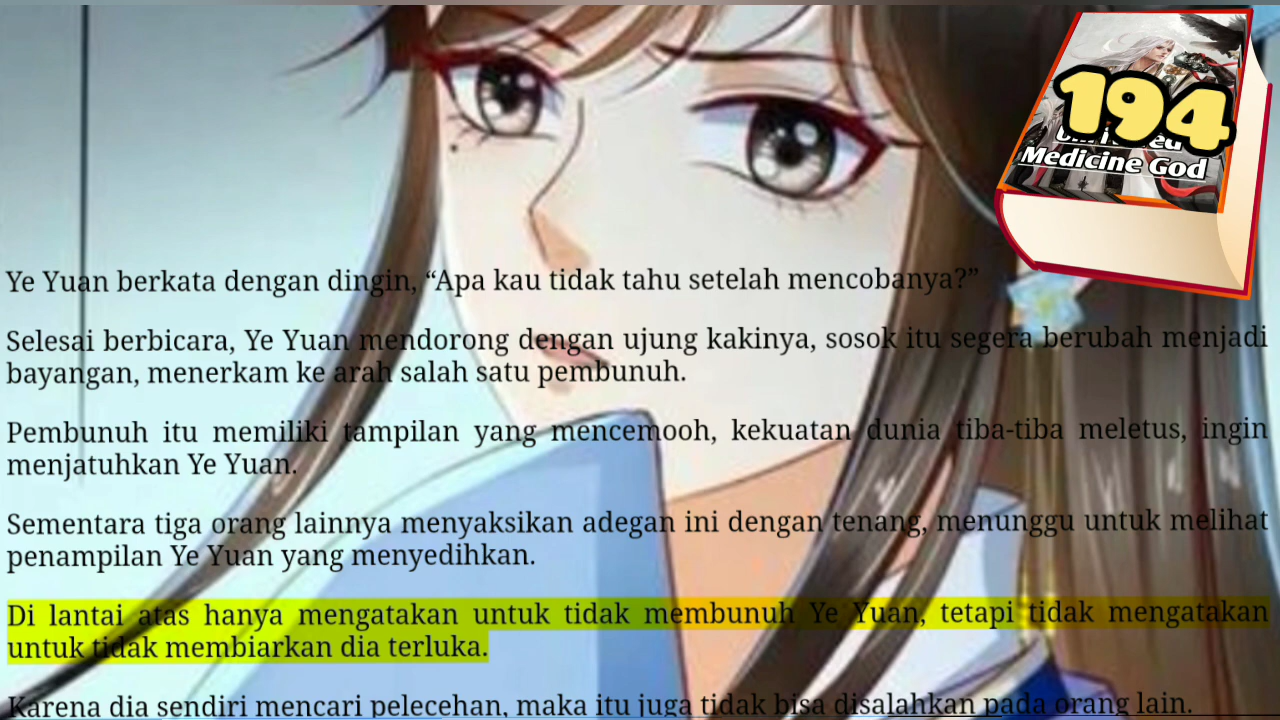 194
Medicine God
Ye Yuan berkata dengan dingin, “Apa kau tidak tahu setelah mencobanya?”
Selesai berbicara, Ye Yuan mendorong dengan ujung kakinya, sosok itu segera berubah menjadi
bayangan, menerkam ke arah salah satu pembunuh.
Pembunuh itu memiliki tampilan yang mencemooh, kekuatan dunia tiba-tiba meletus, ingin
menjatuhkan Ye Yuan.
Sementara tiga orang lainnya menyaksikan adegan ini dengan tenang, menunggu untuk melihat
penampilan Ye Yuan yang menyedihkan.
Di lantai atas hanya mengatakan untuk tidak membunuh Ye Yuan, tetapi tidak mengatakan
untuk tidak membiarkan dia terluka.
Karena dia sendiri mencari pelecehan, maka itu juga tidak bisa disalahkan pada orang lain.